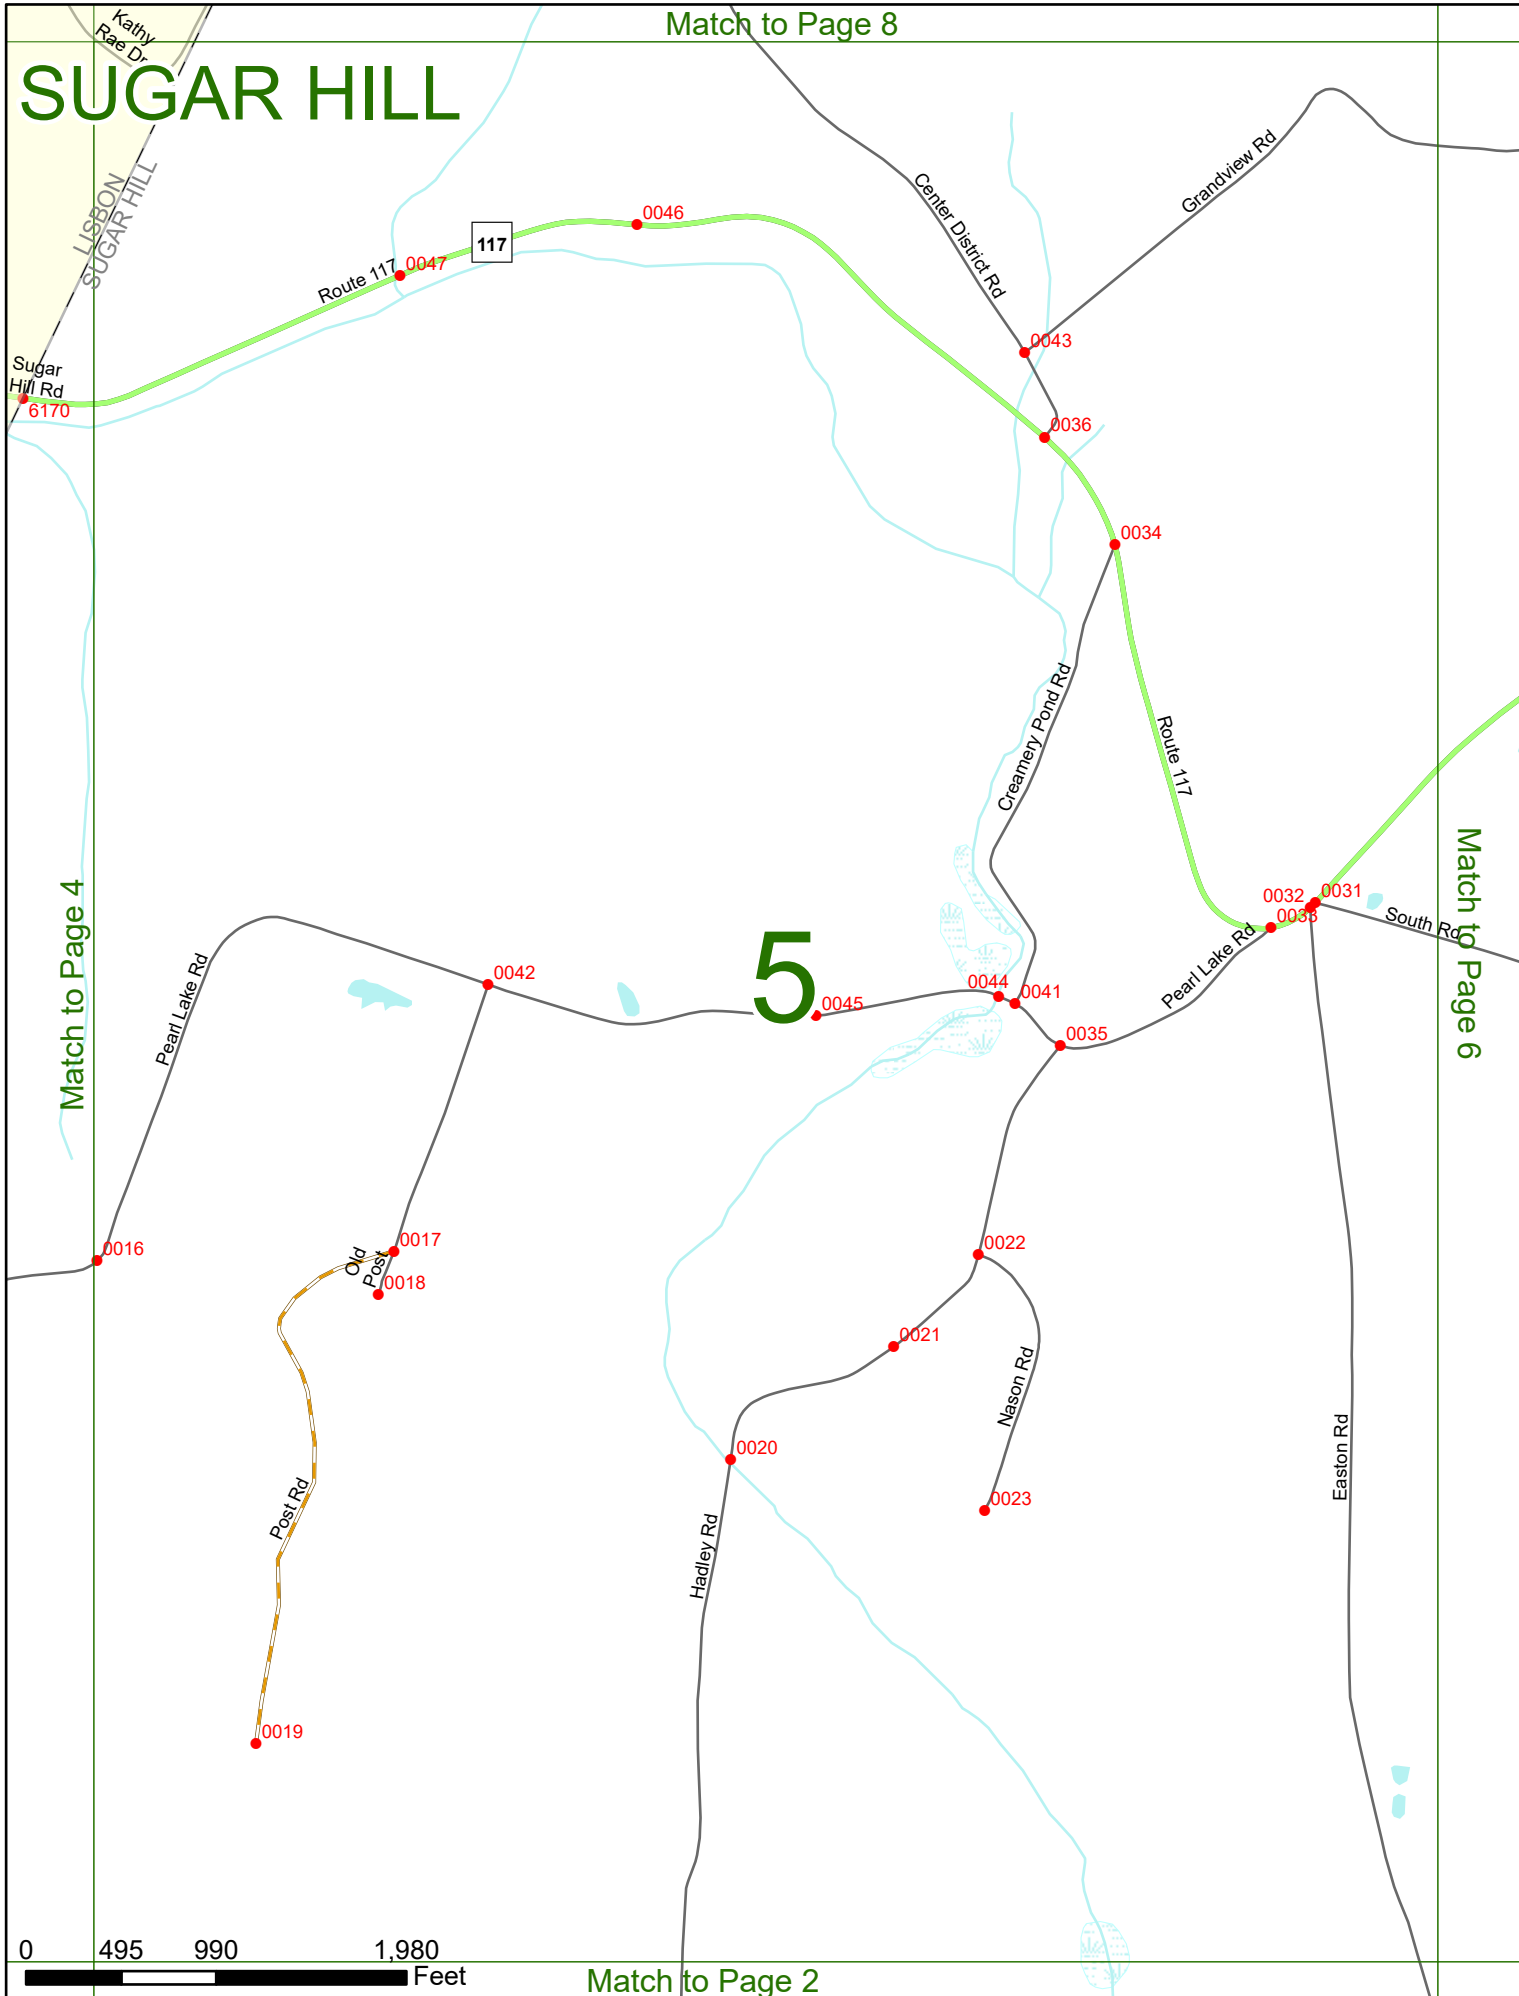 Match to Page 8
Kathy
Rae Dr
SUGAR HILL
LISBON
SUGAR HILL
Center District Rd
Grandview Rd
0046
117
0047
Route 117
0043
Sugar
Hill Rd
6170
0036
0034
Creamery Pond Rd
Route 117
Match to Page 4
Match to Page 6
0032
0031
0033
South Rd
Pearl Lake Rd
Pearl Lake Rd
5
0042
0044
0041
0045
0035
0016
0017
Old
Post
0018
0022
0021
Nason Rd
Easton Rd
0020
Post Rd
0023
Hadley Rd
0019
0 495 990 1,980
Feet
Match to Page 2